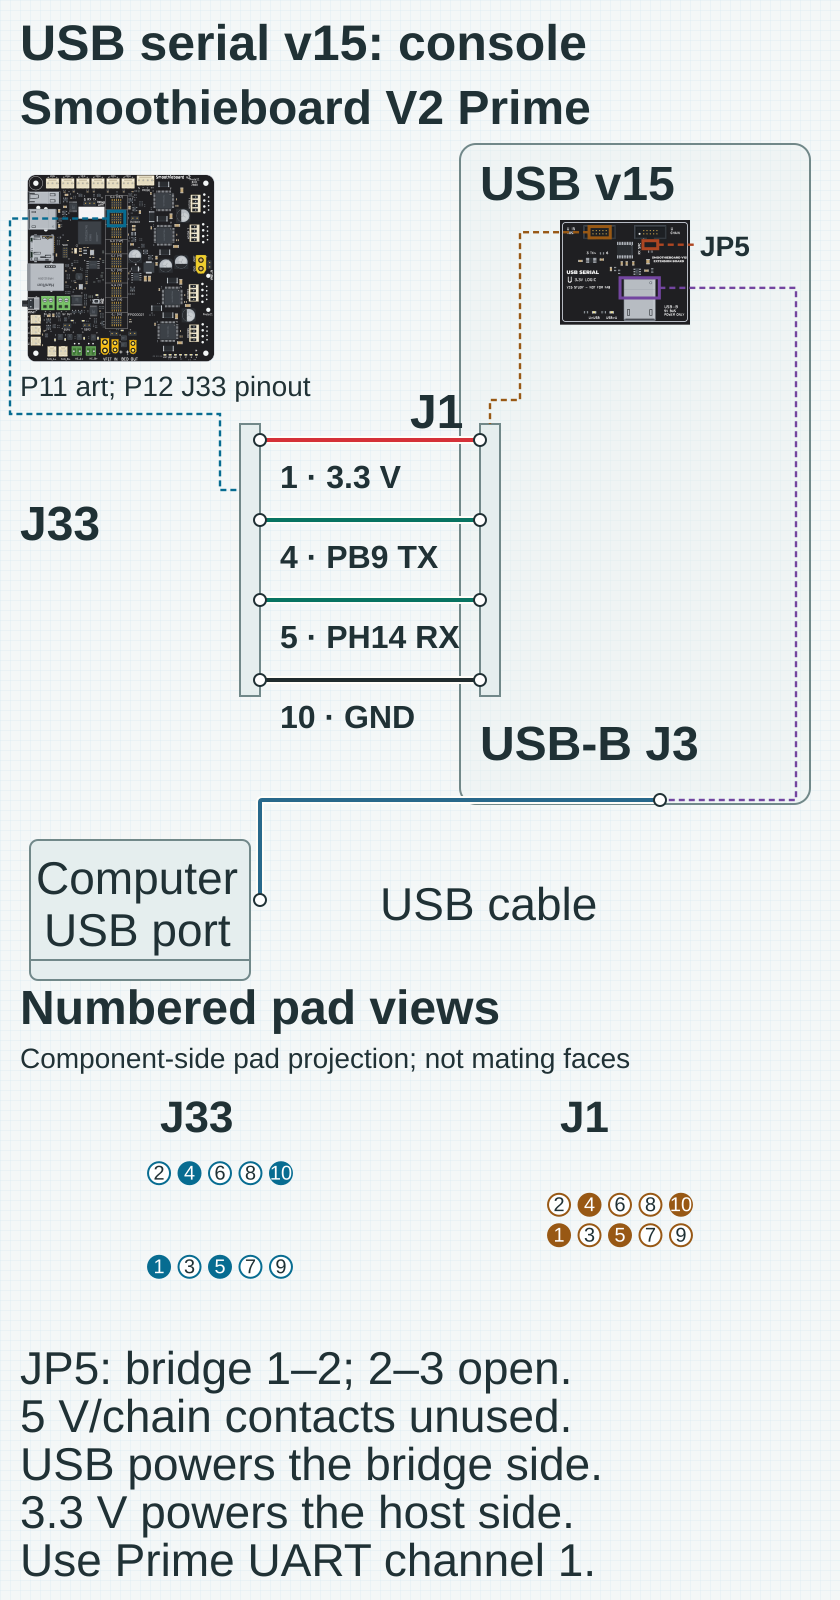 USB serial v15: console
Smoothieboard V2 Prime
USB v15
JP5
USB SERIAL
P11 art; P12 J33 pinout
J1
1 · 3.3 V
J33
4 · PB9 TX
5 · PH14 RX
10 · GND
USB-B J3
Computer
USB port
USB cable
Numbered pad views
Component-side pad projection; not mating faces
J33
J1
2 4 6 8 10
2 4 6 8 10
1 3 5 7 9
1 3 5 7 9
JP5: bridge 1–2; 2–3 open.
5 V/chain contacts unused.
USB powers the bridge side.
3.3 V powers the host side.
Use Prime UART channel 1.